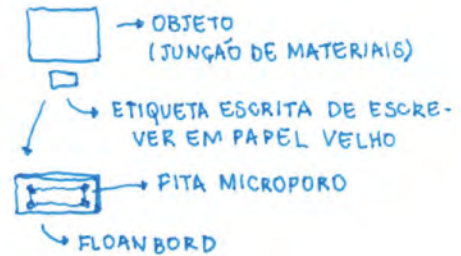 OBJETO
(JUNÇÃO DE MATERIAIS)
ETIQUETA ESCRITA DE ESCRE-
VER EM PAPEL VELHO
FITA MICROPORO
FLOANBORD